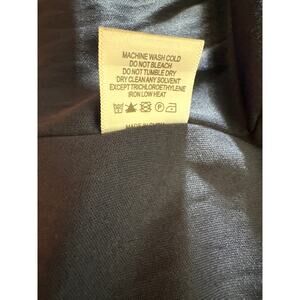 MACHINE WASH COLD
DO NOT BLEACH
DO NOT TUMBLE DRY
DRY CLEAN ANY SOLVENT
EXCEPT TRICHLOROETHYLENE
IRON LOW HEAT
MADE IN